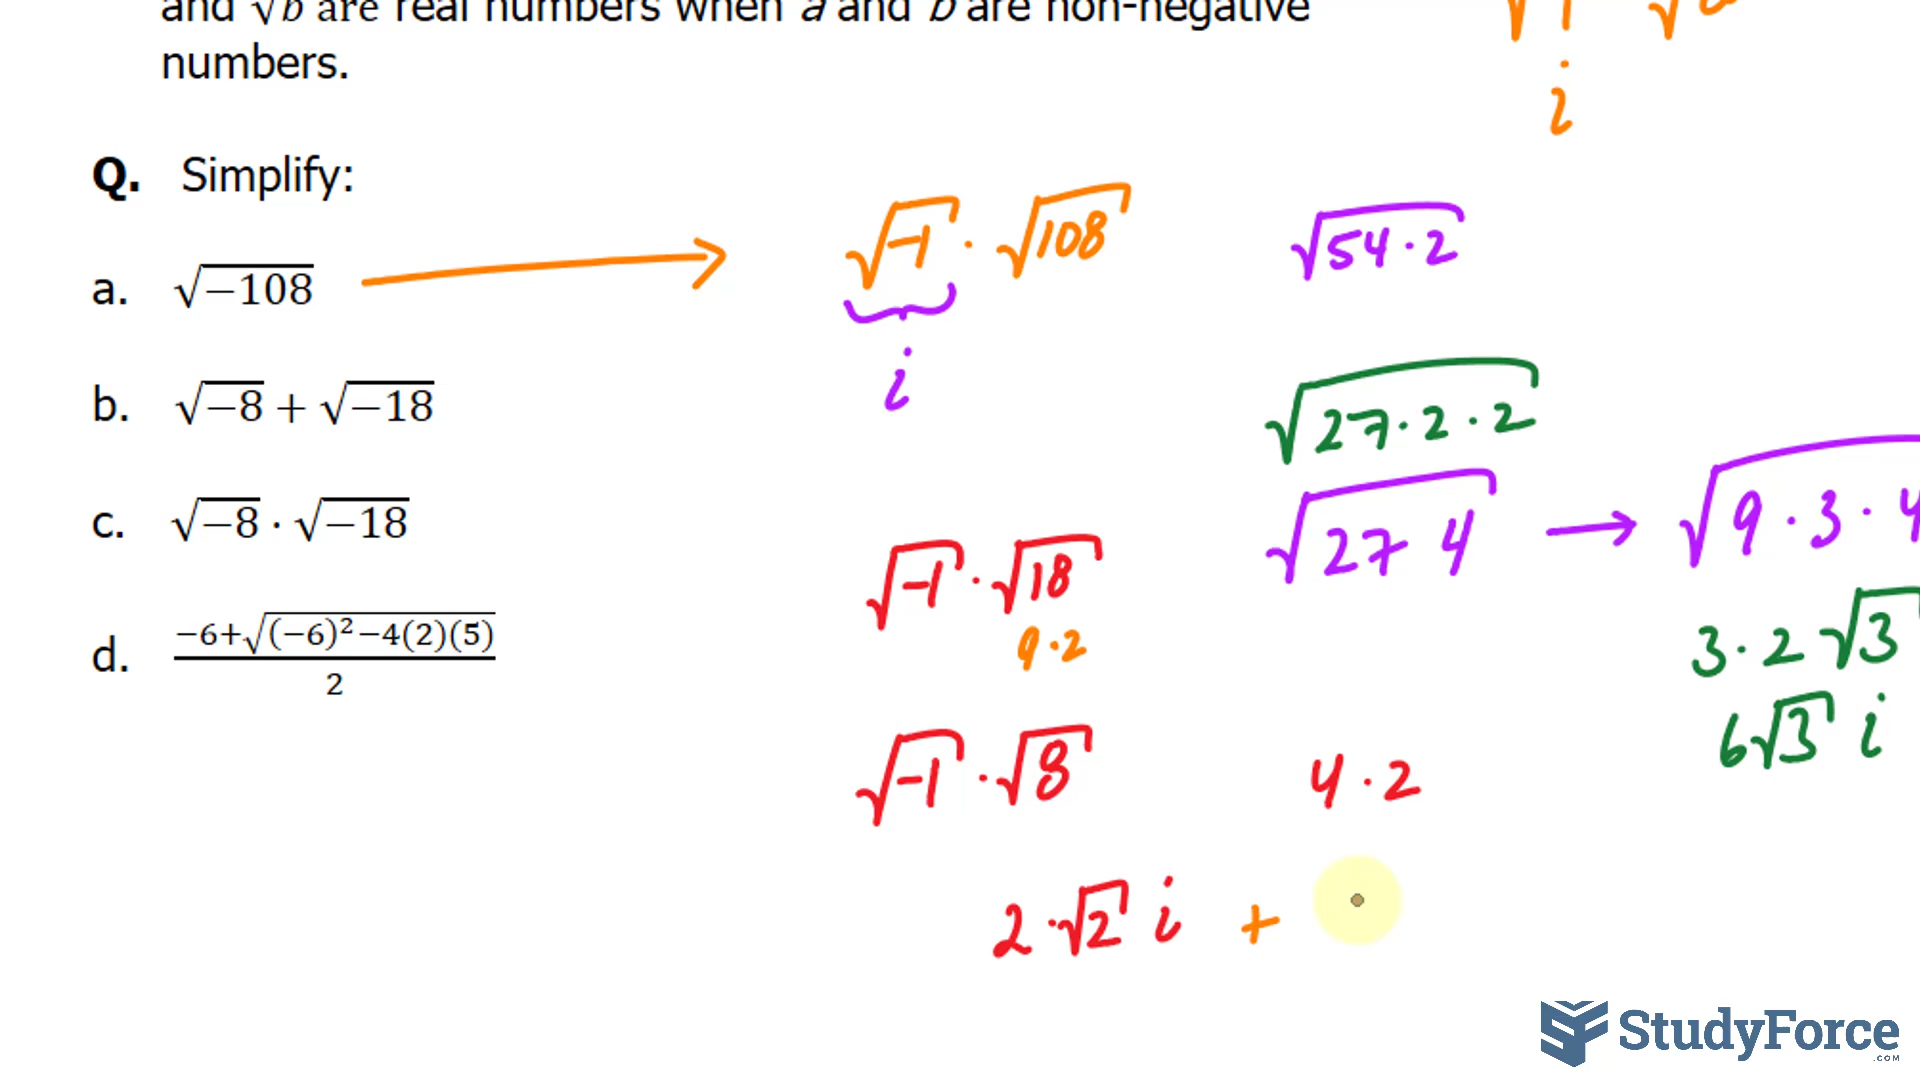 and √b are real numbers when a and b are non-negative
numbers.
i
Q. Simplify:
a. √−108
√-1 · √108
√54·2
i
b. √−8 + √−18
√27·2·2
c. √−8 · √−18
√-1 · √18
√27 4 → √9·3·4
9·2
3·2√3
d. −6+√(−6)²−4(2)(5)
2
6√3 i
√-1 · √8
4·2
2·√2 i +
StudyForce
.COM